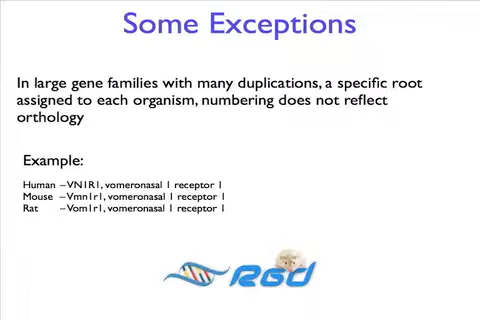 Some Exceptions
In large gene families with many duplications, a specific root
assigned to each organism, numbering does not reflect
orthology
Example:
Human – VN1R1, vomeronasal 1 receptor 1
Mouse – Vmn1r1, vomeronasal 1 receptor 1
Rat – Vom1r1, vomeronasal 1 receptor 1
RGD